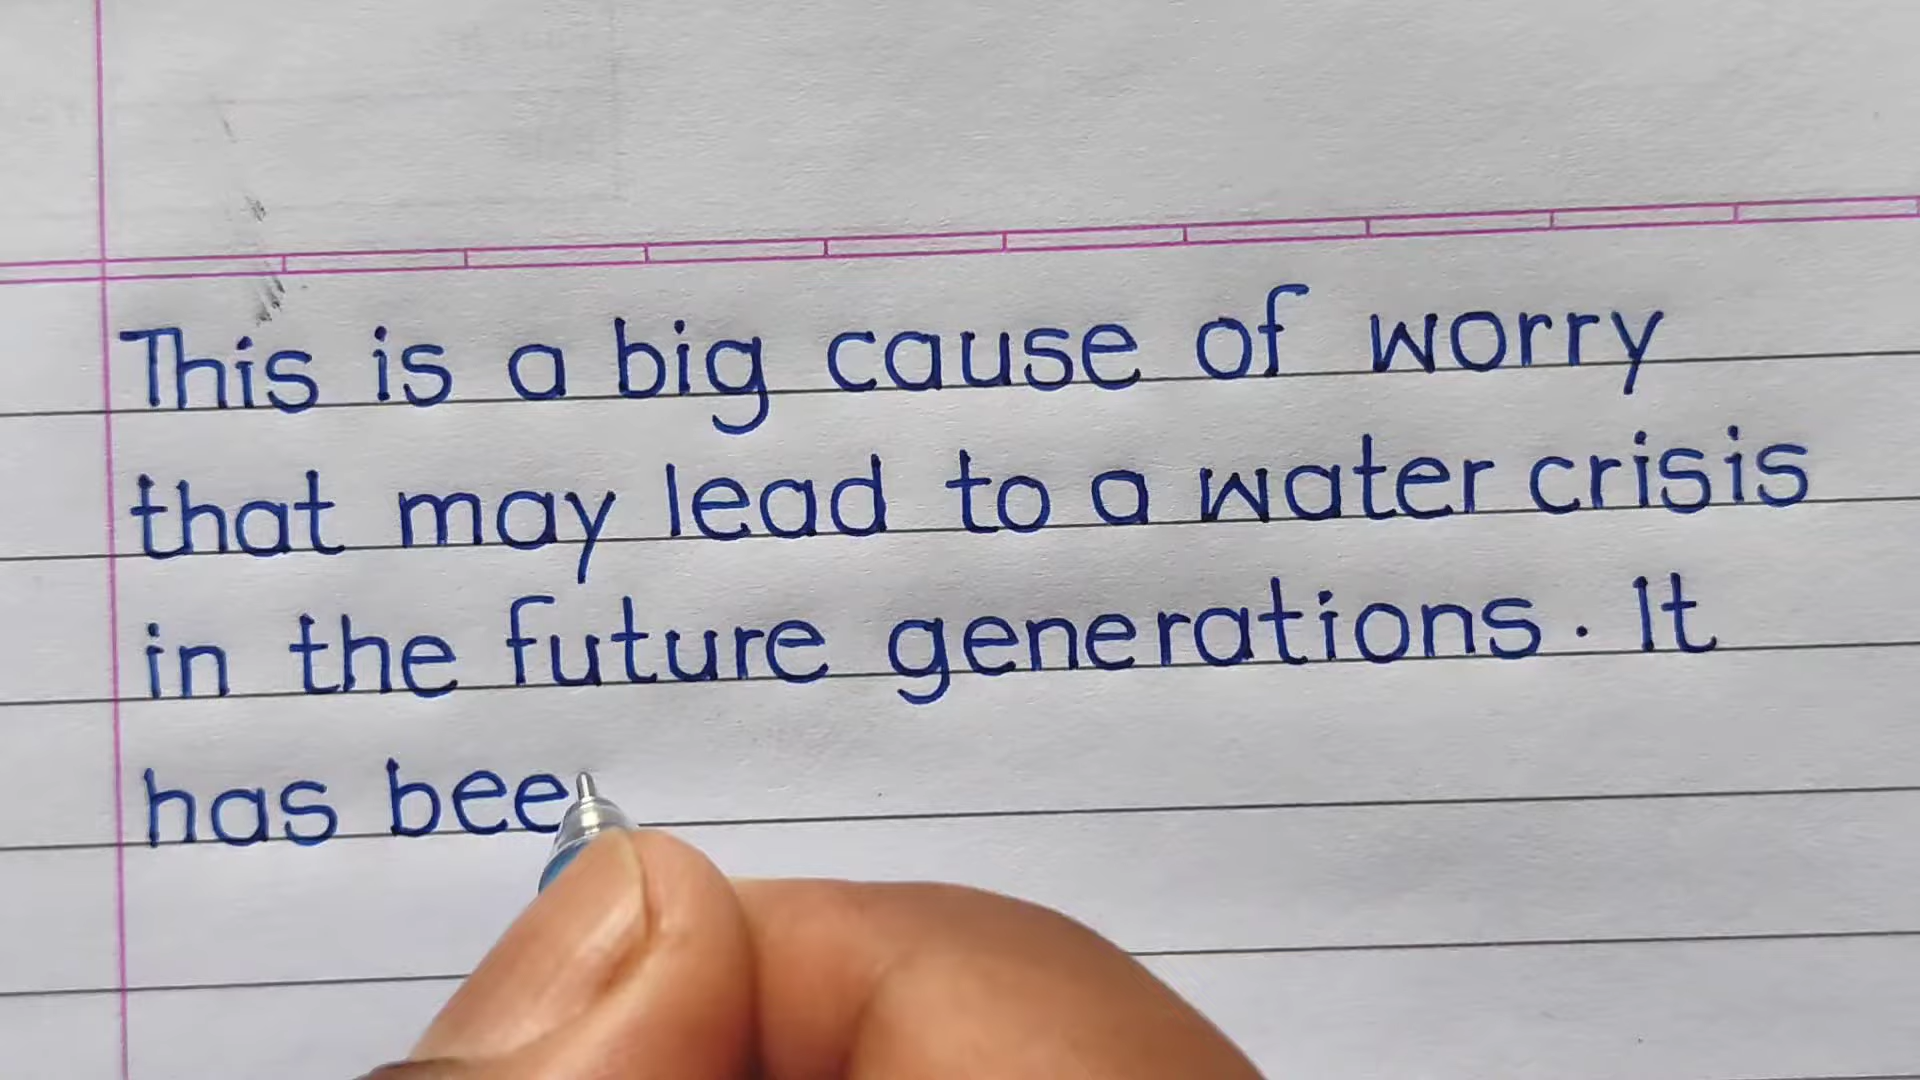 This is a big cause of worry
that may lead to a water crisis
in the future generations. It
has bee